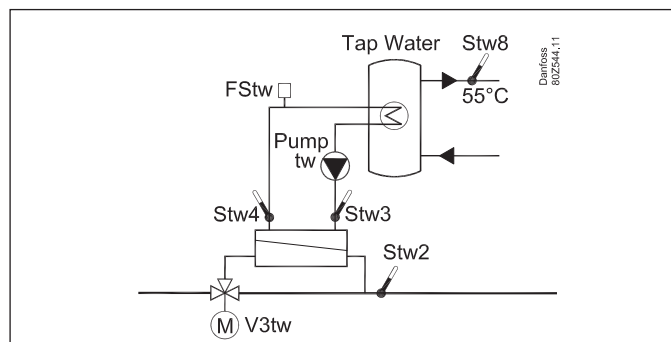 Tap Water
Stw8
Danfoss
80Z544.11
FStw
55°C
Pump
tw
Stw4
Stw3
Stw2
M
V3tw